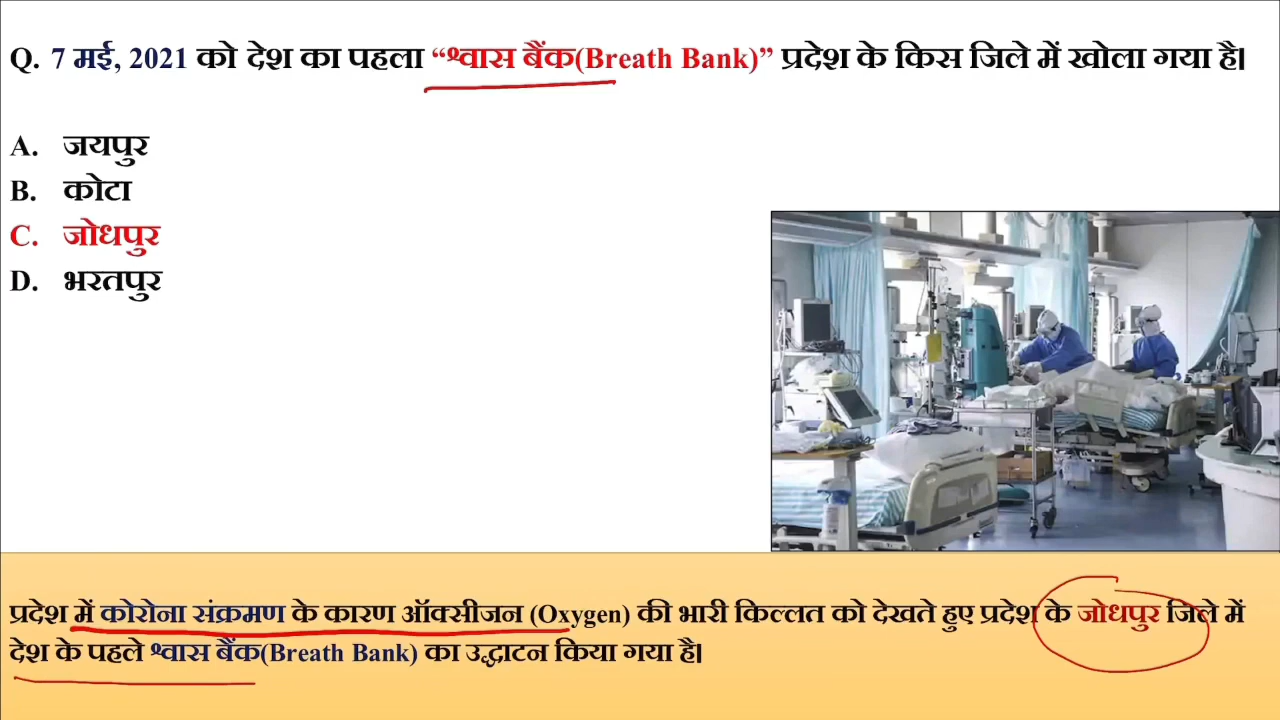 Q. 7 मई, 2021 को देश का पहला “श्वास बैंक(Breath Bank)” प्रदेश के किस जिले में खोला गया है।
A. जयपुर
B. कोटा
C. जोधपुर
D. भरतपुर
प्रदेश में कोरोना संक्रमण के कारण ऑक्सीजन (Oxygen) की भारी किल्लत को देखते हुए प्रदेश के जोधपुर जिले में
देश के पहले श्वास बैंक(Breath Bank) का उद्घाटन किया गया है।